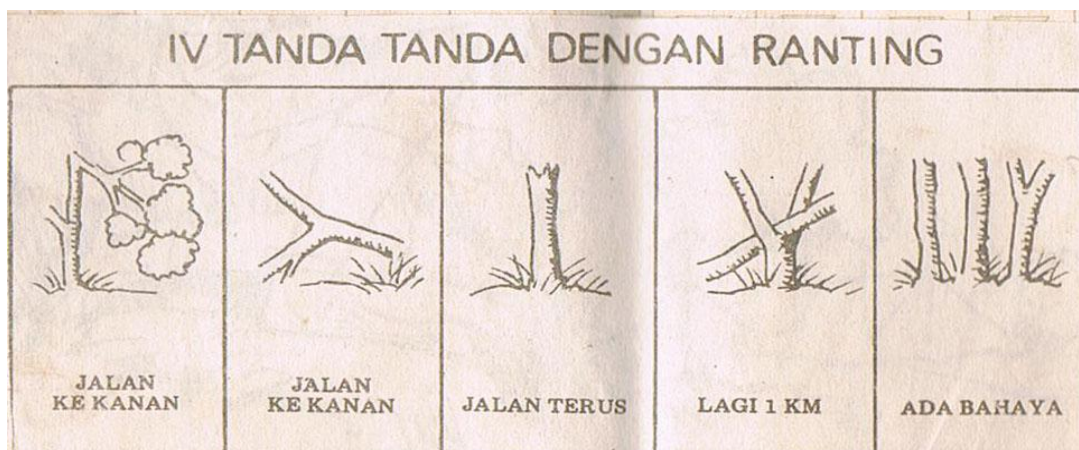 IV TANDA TANDA DENGAN RANTING
JALAN
KE KANAN
JALAN
KE KANAN
JALAN TERUS
LAGI 1 KM
ADA BAHAYA